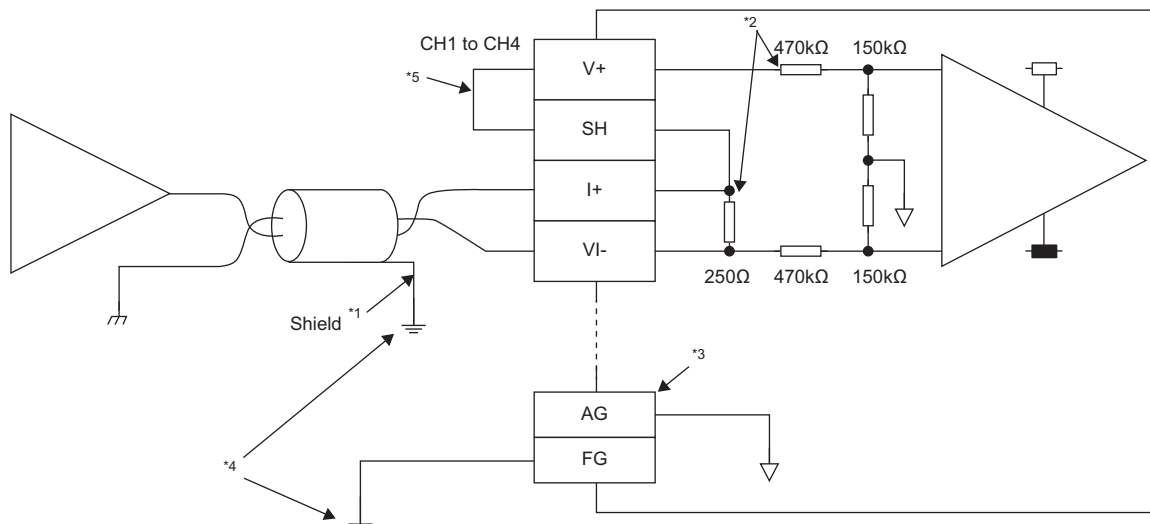 CH1 to CH4
*5
*2
470kΩ 150kΩ
V+
SH
I+
VI-
250Ω 470kΩ 150kΩ
Shield *1
*3
AG
FG
*4